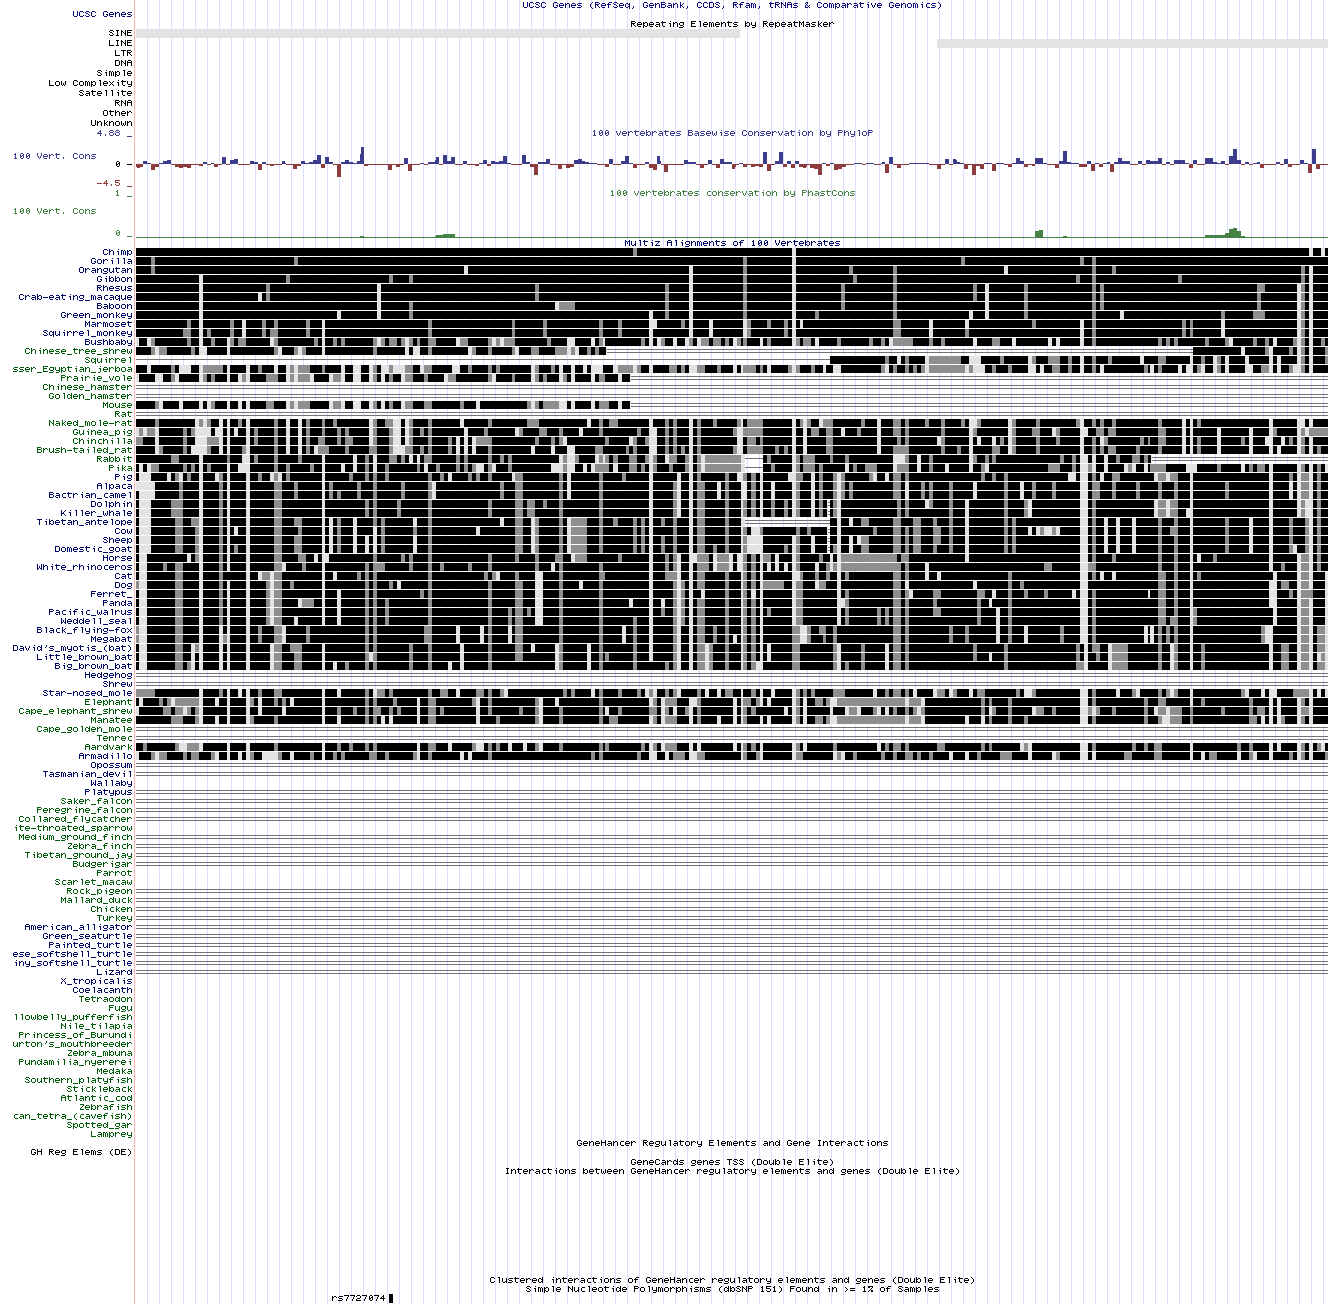 UCSC Genes (RefSeq, GenBank, CCDS, Rfam, tRNAs & Comparative Genomics)
UCSC Genes
Repeating Elements by RepeatMasker
SINE
LINE
LTR
DNA
Simple
Low Complexity
Satellite
RNA
Other
Unknown
4.88 _
100 vertebrates Basewise Conservation by PhyloP
100 Vert. Cons
0 -
-4.5 _
100 vertebrates conservation by PhastCons
1 _
100 Vert. Cons
0 _
Multiz Alignments of 100 Vertebrates
Chimp
Gorilla
Orangutan
Gibbon
Rhesus
Crab-eating_macaque
Baboon
Green_monkey
Marmoset
Squirrel_monkey
Bushbaby
Chinese_tree_shrew
Squirrel
sser_Egyptian_jerboa
Prairie_vole
Chinese_hamster
Golden_hamster
Mouse
Rat
Naked_mole-rat
Guinea_pig
Chinchilla
Brush-tailed_rat
Rabbit
Pika
Pig
Alpaca
Bactrian_camel
Dolphin
Killer_whale
Tibetan_antelope
Cow
Sheep
Domestic_goat
Horse
White_rhinoceros
Cat
Dog
Ferret_
Panda
Pacific_walrus
Weddell_seal
Black_flying-fox
Megabat
David's_myotis_(bat)
Little_brown_bat
Big_brown_bat
Hedgehog
Shrew
Star-nosed_mole
Elephant
Cape_elephant_shrew
Manatee
Cape_golden_mole
Tenrec
Aardvark
Armadillo
Opossum
Tasmanian_devil
Wallaby
Platypus
Saker_falcon
Peregrine_falcon
Collared_flycatcher
ite-throated_sparrow
Medium_ground_finch
Zebra_finch
Tibetan_ground_jay
Budgerigar
Parrot
Scarlet_macaw
Rock_pigeon
Mallard_duck
Chicken
Turkey
American_alligator
Green_seaturtle
Painted_turtle
ese_softshell_turtle
iny_softshell_turtle
Lizard
X_tropicalis
Coelacanth
Tetraodon
Fugu
llowbelly_pufferfish
Nile_tilapia
Princess_of_Burundi
urton's_mouthbreeder
Zebra_mbuna
Pundamilia_nyererei
Medaka
Southern_platyfish
Stickleback
Atlantic_cod
Zebrafish
can_tetra_(cavefish)
Spotted_gar
Lamprey
GeneHancer Regulatory Elements and Gene Interactions
GH Reg Elems (DE)
GeneCards genes TSS (Double Elite)
Interactions between GeneHancer regulatory elements and genes (Double Elite)
Clustered interactions of GeneHancer regulatory elements and genes (Double Elite)
Simple Nucleotide Polymorphisms (dbSNP 151) Found in >= 1% of Samples
rs7727074